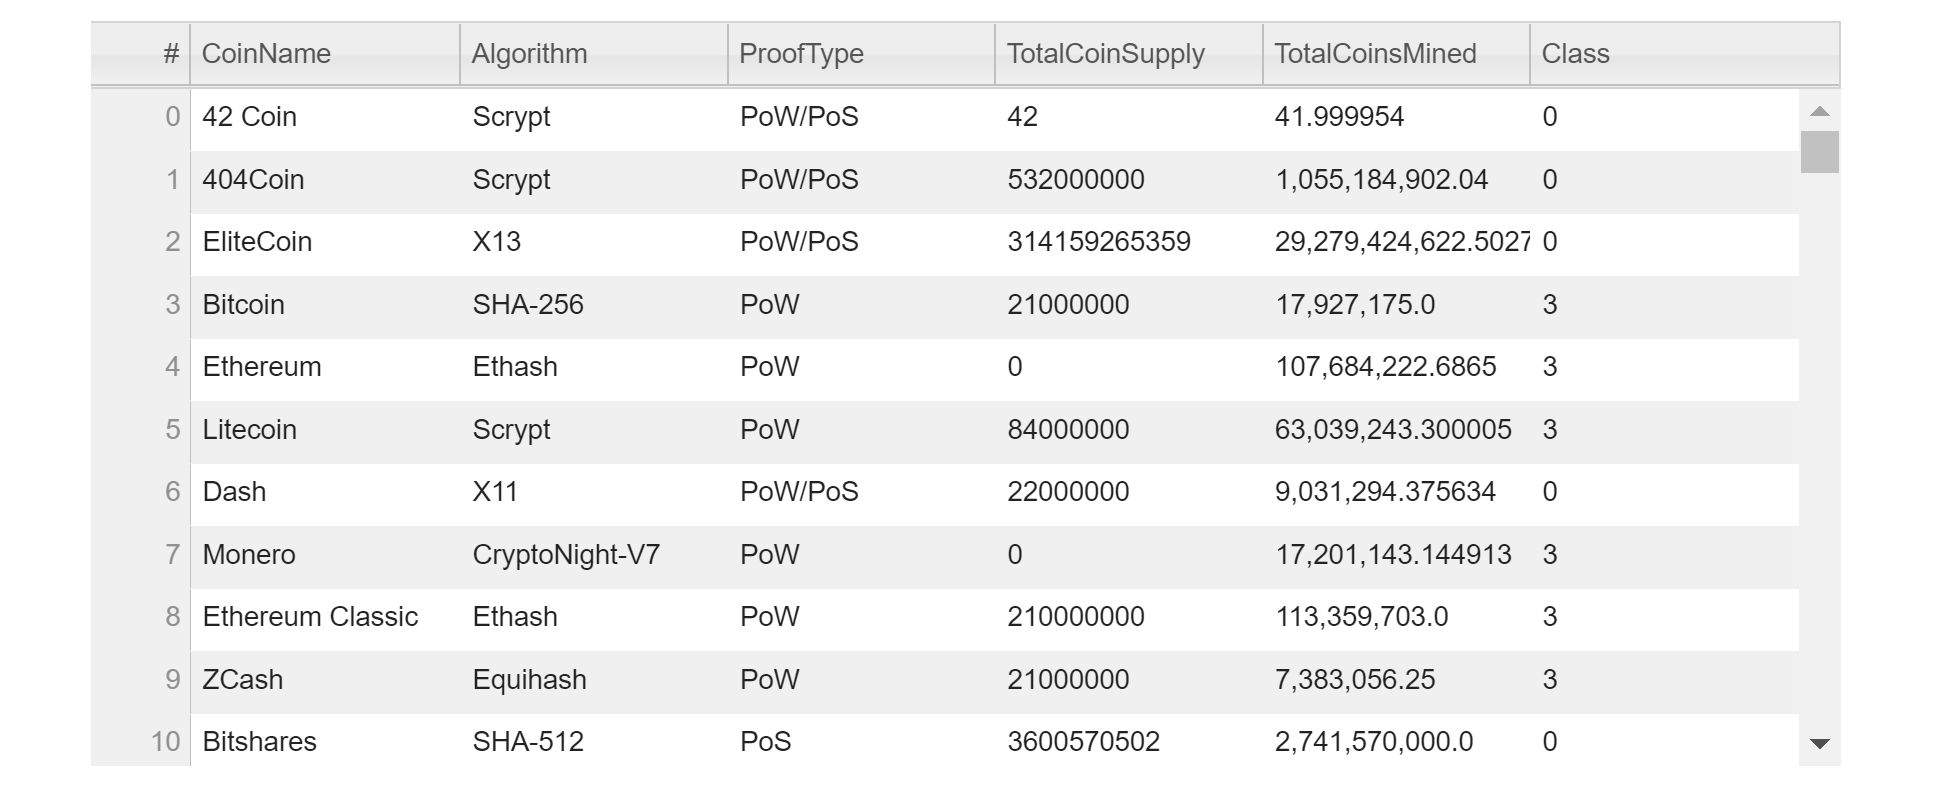 # CoinName Algorithm ProofType TotalCoinSupply TotalCoinsMined Class
0 42 Coin Scrypt PoW/PoS 42 41.999954 0
1 404Coin Scrypt PoW/PoS 532000000 1,055,184,902.04 0
2 EliteCoin X13 PoW/PoS 314159265359 29,279,424,622.5027 0
3 Bitcoin SHA-256 PoW 21000000 17,927,175.0 3
4 Ethereum Ethash PoW 0 107,684,222.6865 3
5 Litecoin Scrypt PoW 84000000 63,039,243.300005 3
6 Dash X11 PoW/PoS 22000000 9,031,294.375634 0
7 Monero CryptoNight-V7 PoW 0 17,201,143.144913 3
8 Ethereum Classic Ethash PoW 210000000 113,359,703.0 3
9 ZCash Equihash PoW 21000000 7,383,056.25 3
10 Bitshares SHA-512 PoS 3600570502 2,741,570,000.0 0